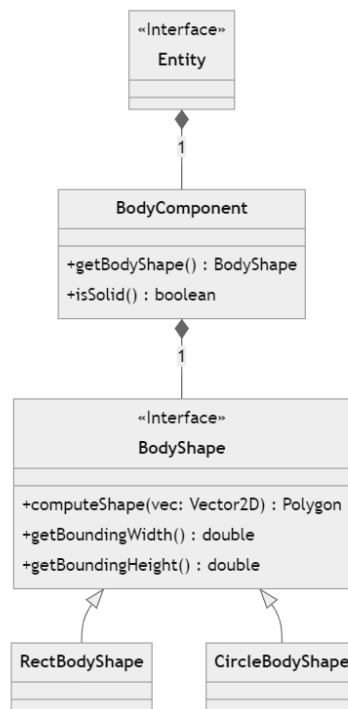 «Interface»
Entity
1
BodyComponent
+getBodyShape() : BodyShape
+isSolid() : boolean
1
«Interface»
BodyShape
+computeShape(vec: Vector2D) : Polygon
+getBoundingWidth() : double
+getBoundingHeight() : double
RectBodyShape
CircleBodyShape